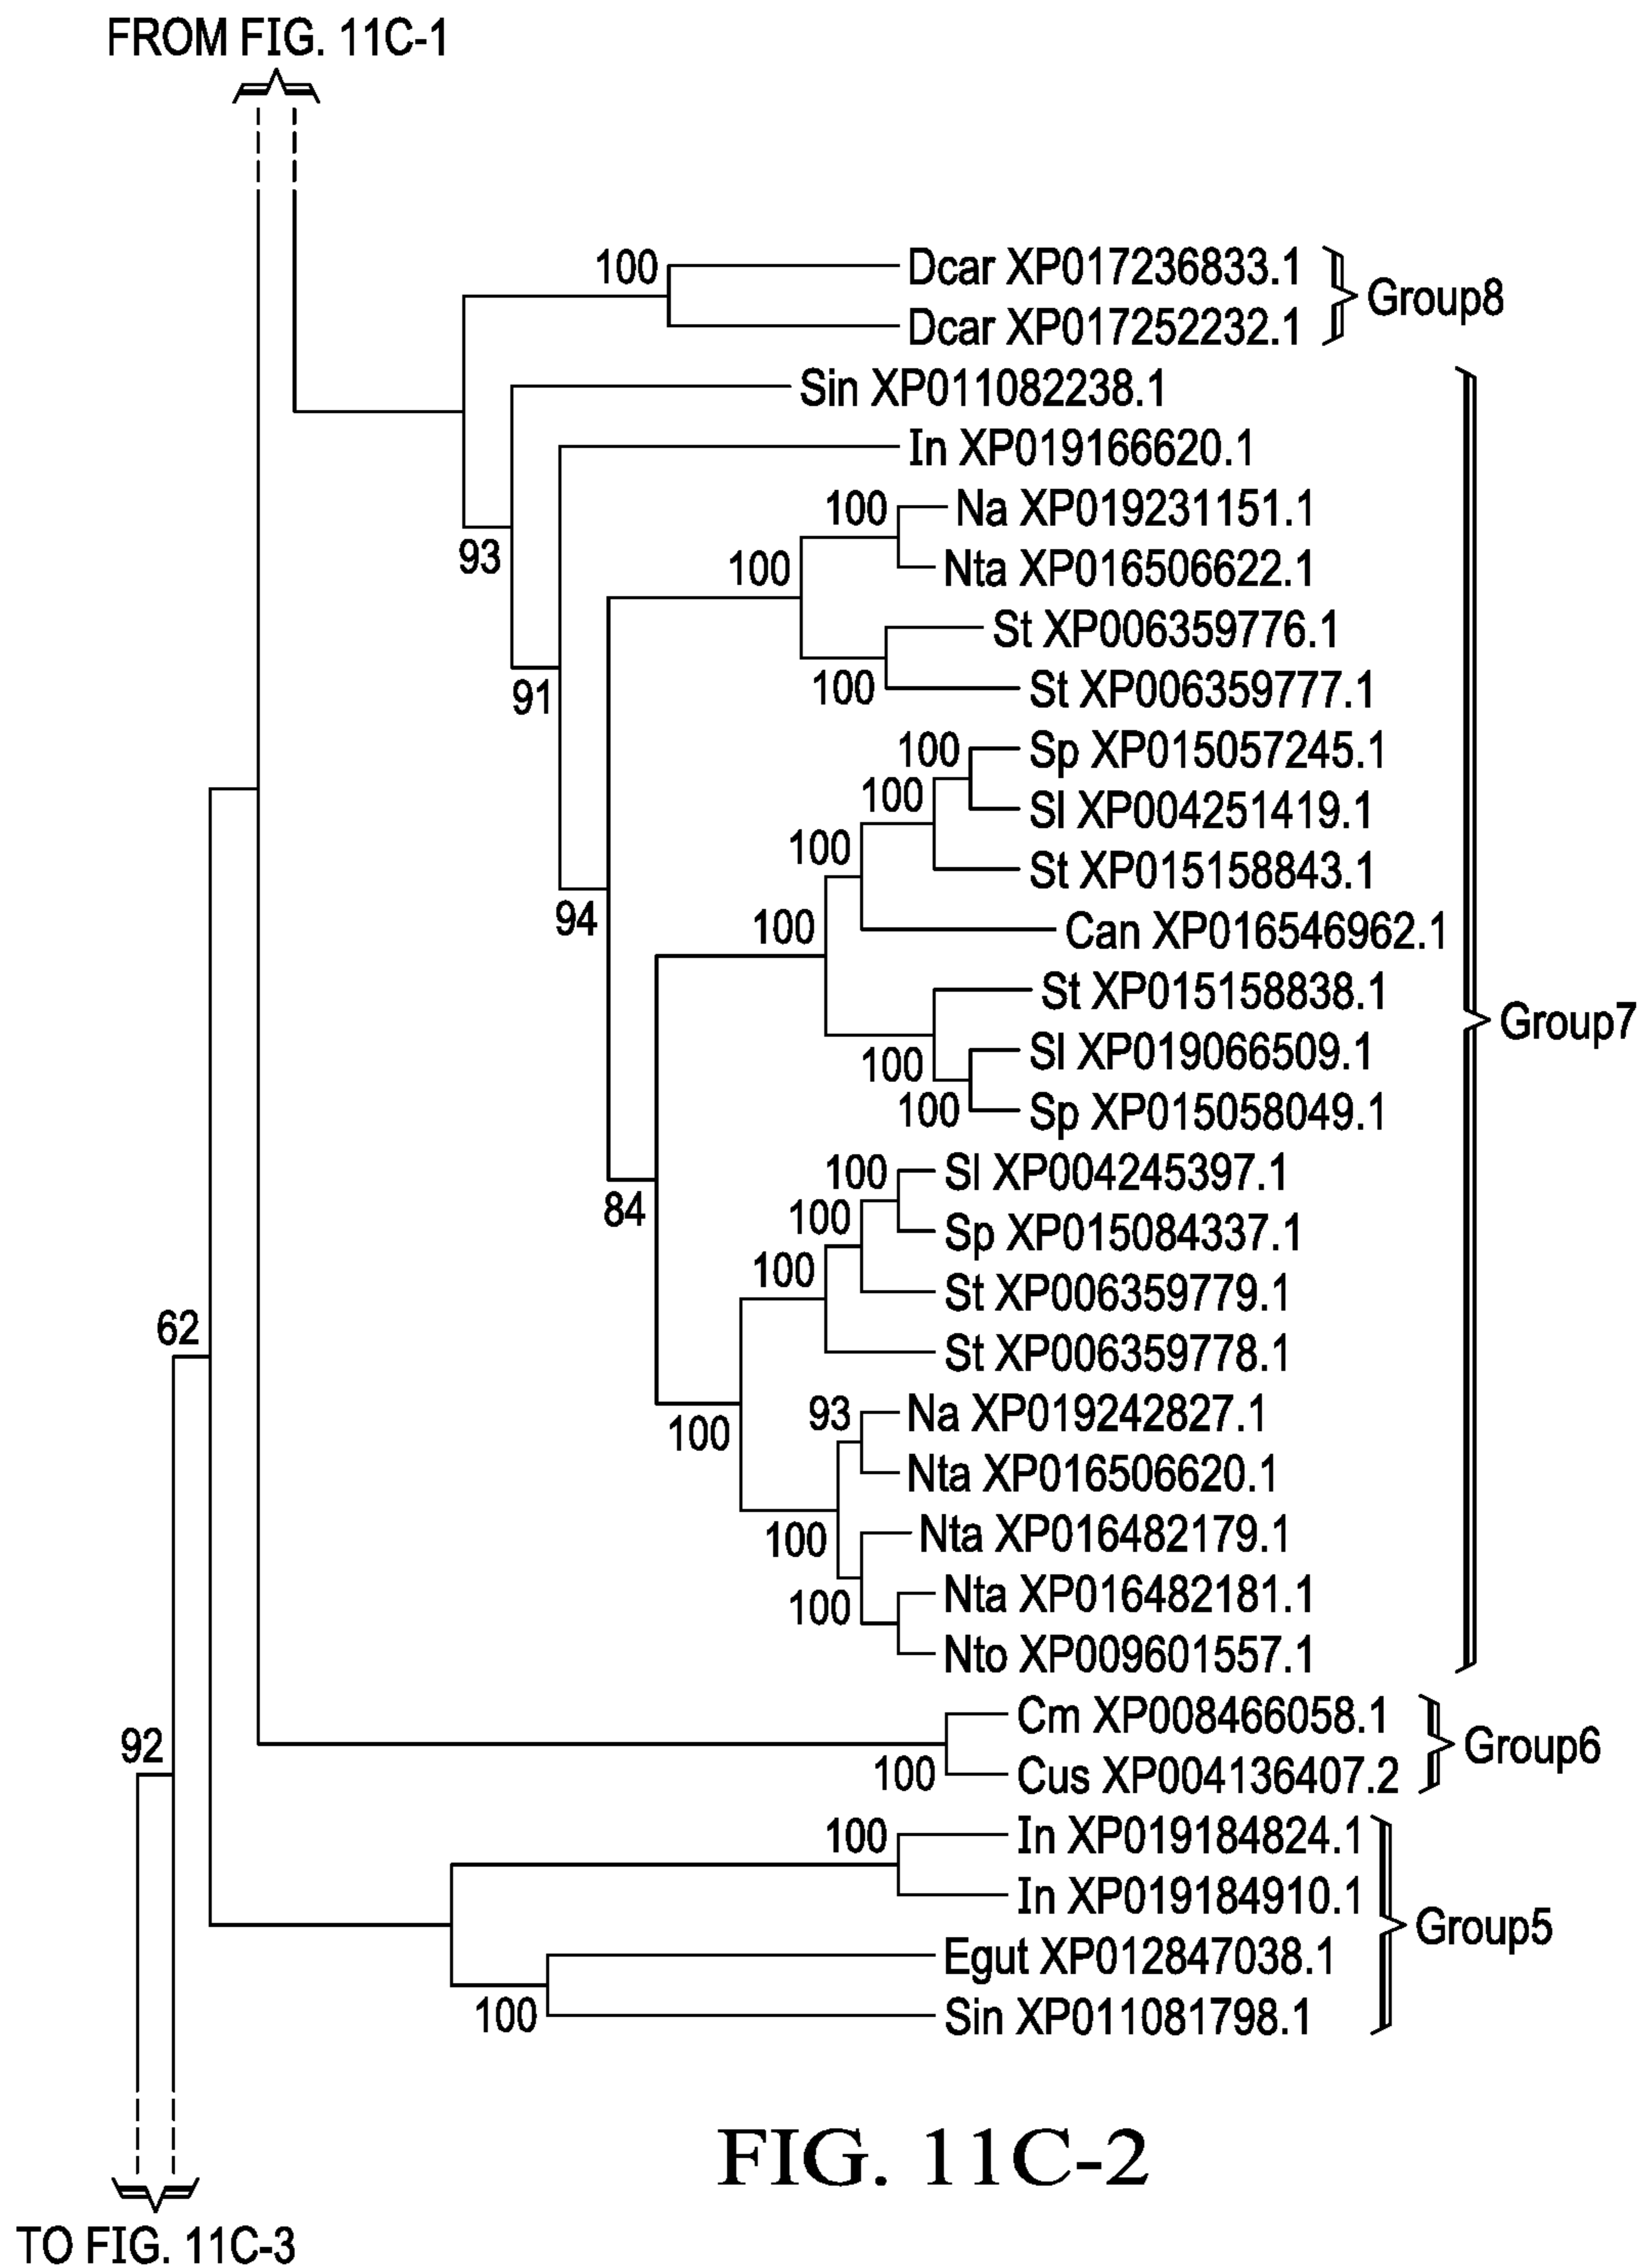 FROM FIG. 11C-1
100
Dcar XP017236833.1
Dcar XP017252232.1
Group8
Sin XP011082238.1
In XP019166620.1
93
100
Na XP019231151.1
Nta XP016506622.1
100
St XP006359776.1
St XP006359777.1
100
91
100
Sp XP015057245.1
100
Sl XP004251419.1
100
St XP015158843.1
94
100
Can XP016546962.1
St XP015158838.1
Group7
Sl XP019066509.1
100
100
Sp XP015058049.1
100
Sl XP004245397.1
84
100
Sp XP015084337.1
100
St XP006359779.1
62
St XP006359778.1
93
Na XP019242827.1
100
Nta XP016506620.1
100
Nta XP016482179.1
100
Nta XP016482181.1
Nto XP009601557.1
Cm XP008466058.1
92
Group6
100
Cus XP004136407.2
100
In XP019184824.1
In XP019184910.1
Group5
Egut XP012847038.1
100
Sin XP011081798.1
FIG. 11C-2
TO FIG. 11C-3